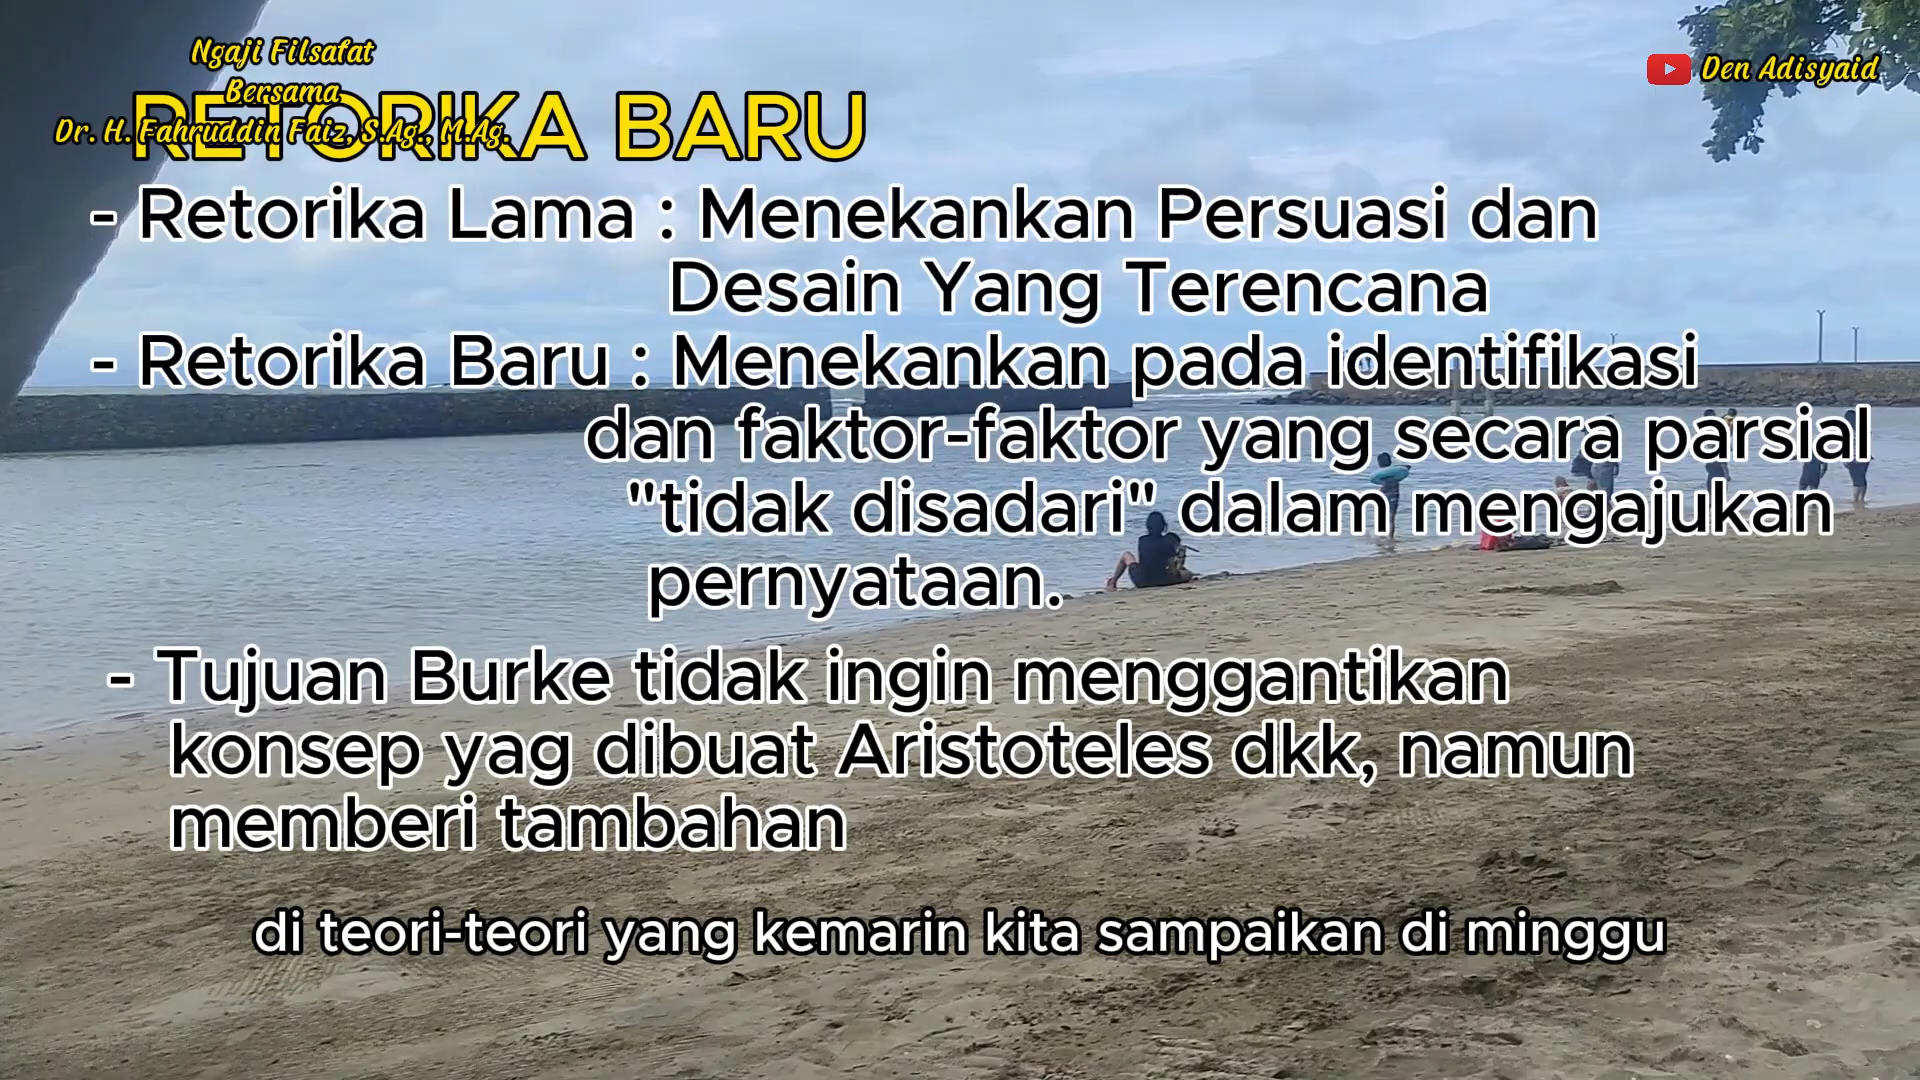 Ngaji Filsafat
Bersama
Dr. H. Fahruddin Faiz, S.Ag., M.Ag.
Den Adisyaid
RETORIKA BARU
- Retorika Lama : Menekankan Persuasi dan
Desain Yang Terencana
- Retorika Baru : Menekankan pada identifikasi
dan faktor-faktor yang secara parsial
"tidak disadari" dalam mengajukan
pernyataan.
- Tujuan Burke tidak ingin menggantikan
konsep yag dibuat Aristoteles dkk, namun
memberi tambahan
di teori-teori yang kemarin kita sampaikan di minggu